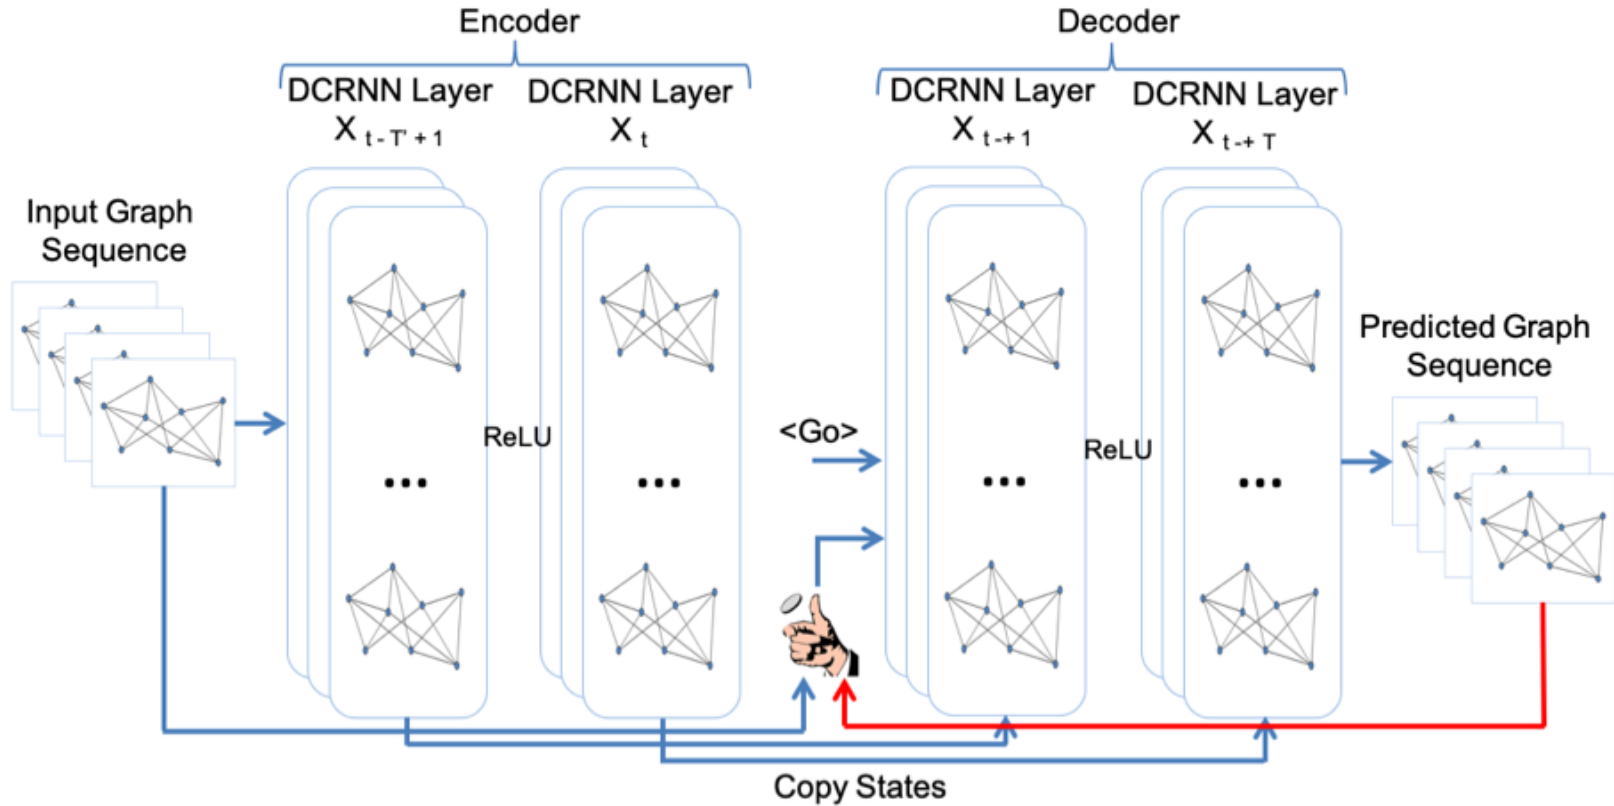 Encoder
Decoder
DCRNN Layer
X t - T' + 1
DCRNN Layer
X t
DCRNN Layer
X t -+ 1
DCRNN Layer
X t -+ T
Input Graph
Sequence
Predicted Graph
Sequence
ReLU
<Go>
ReLU
...
...
...
...
Copy States